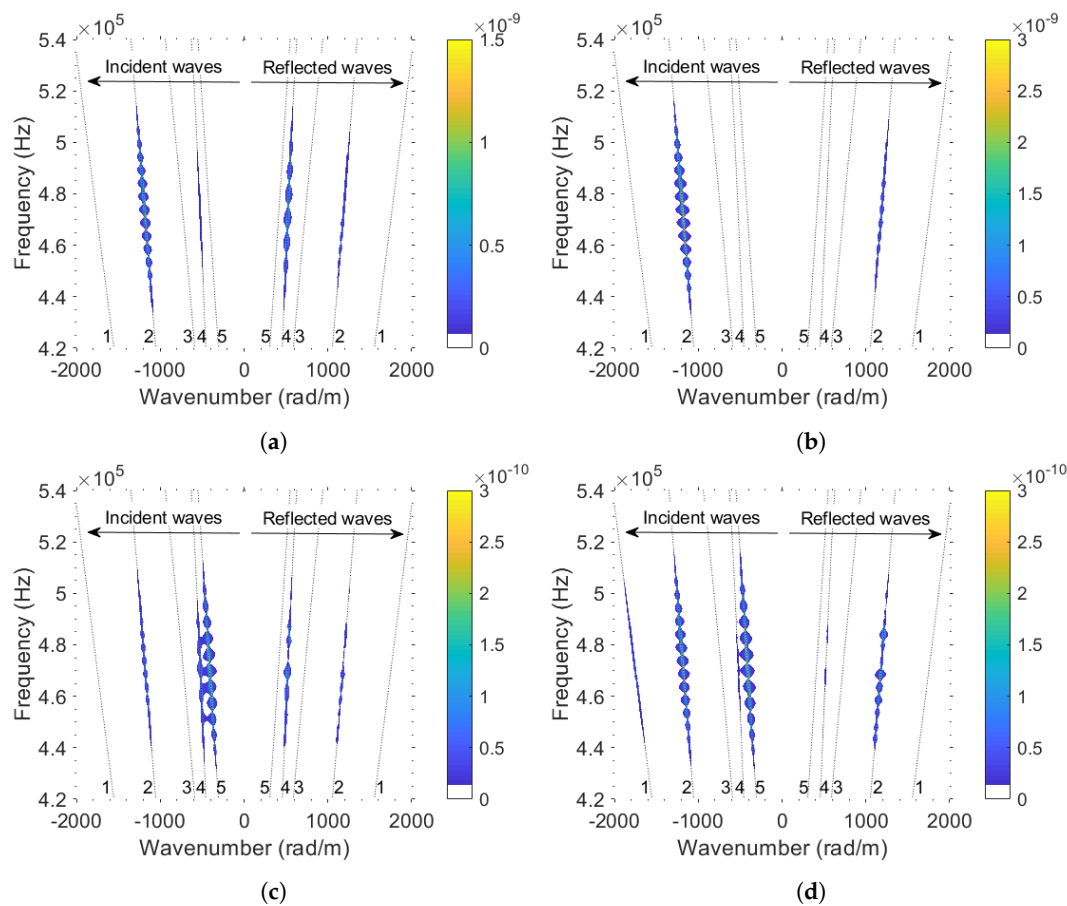 ×10⁻⁹
×10⁵
5.4 1.5
Incident waves Reflected waves
5.2
5 1
4.8
4.6 0.5
4.4
1 2 3 4 5 5 4 3 2 1
4.2 0
-2000 -1000 0 1000 2000
Frequency (Hz)
Wavenumber (rad/m)
(a)
×10⁻⁹
×10⁵
5.4 3
Incident waves Reflected waves
5.2 2.5
5 2
4.8 1.5
4.6 1
4.4 0.5
1 2 3 4 5 5 4 3 2 1
4.2 0
-2000 -1000 0 1000 2000
Frequency (Hz)
Wavenumber (rad/m)
(b)
×10⁻¹⁰
×10⁵
5.4 3
Incident waves Reflected waves
5.2 2.5
5 2
4.8 1.5
4.6 1
4.4 0.5
1 2 3 4 5 5 4 3 2 1
4.2 0
-2000 -1000 0 1000 2000
Frequency (Hz)
Wavenumber (rad/m)
(c)
×10⁻¹⁰
×10⁵
5.4 3
Incident waves Reflected waves
5.2 2.5
5 2
4.8 1.5
4.6 1
4.4 0.5
1 2 3 4 5 5 4 3 2 1
4.2 0
-2000 -1000 0 1000 2000
Frequency (Hz)
Wavenumber (rad/m)
(d)